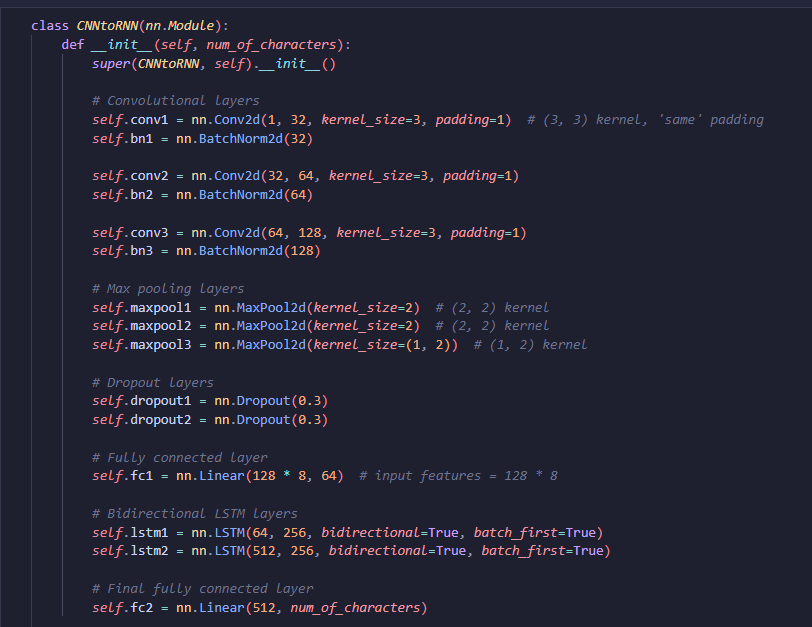 class CNNtoRNN(nn.Module):
    def __init__(self, num_of_characters):
        super(CNNtoRNN, self).__init__()

        # Convolutional layers
        self.conv1 = nn.Conv2d(1, 32, kernel_size=3, padding=1)  # (3, 3) kernel, 'same' padding
        self.bn1 = nn.BatchNorm2d(32)

        self.conv2 = nn.Conv2d(32, 64, kernel_size=3, padding=1)
        self.bn2 = nn.BatchNorm2d(64)

        self.conv3 = nn.Conv2d(64, 128, kernel_size=3, padding=1)
        self.bn3 = nn.BatchNorm2d(128)

        # Max pooling layers
        self.maxpool1 = nn.MaxPool2d(kernel_size=2)  # (2, 2) kernel
        self.maxpool2 = nn.MaxPool2d(kernel_size=2)  # (2, 2) kernel
        self.maxpool3 = nn.MaxPool2d(kernel_size=(1, 2))  # (1, 2) kernel

        # Dropout layers
        self.dropout1 = nn.Dropout(0.3)
        self.dropout2 = nn.Dropout(0.3)

        # Fully connected layer
        self.fc1 = nn.Linear(128 * 8, 64)  # input features = 128 * 8

        # Bidirectional LSTM layers
        self.lstm1 = nn.LSTM(64, 256, bidirectional=True, batch_first=True)
        self.lstm2 = nn.LSTM(512, 256, bidirectional=True, batch_first=True)

        # Final fully connected layer
        self.fc2 = nn.Linear(512, num_of_characters)